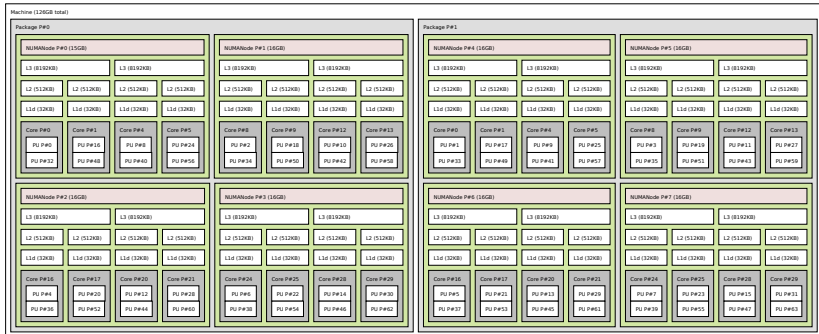 Machine (126GB total)
Package P#0
Package P#1
NUMANode P#0 (15GB)
NUMANode P#1 (16GB)
NUMANode P#4 (16GB)
NUMANode P#5 (16GB)
L3 (8192KB) L3 (8192KB) L3 (8192KB) L3 (8192KB) L3 (8192KB) L3 (8192KB) L3 (8192KB) L3 (8192KB)
L2 (512KB) L2 (512KB) L2 (512KB) L2 (512KB) L2 (512KB) L2 (512KB) L2 (512KB) L2 (512KB) L2 (512KB) L2 (512KB) L2 (512KB) L2 (512KB) L2 (512KB) L2 (512KB) L2 (512KB) L2 (512KB)
L1d (32KB) L1d (32KB) L1d (32KB) L1d (32KB) L1d (32KB) L1d (32KB) L1d (32KB) L1d (32KB) L1d (32KB) L1d (32KB) L1d (32KB) L1d (32KB) L1d (32KB) L1d (32KB) L1d (32KB) L1d (32KB)
Core P#0 Core P#1 Core P#4 Core P#5 Core P#8 Core P#9 Core P#12 Core P#13 Core P#0 Core P#1 Core P#4 Core P#5 Core P#8 Core P#9 Core P#12 Core P#13
PU P#0 PU P#16 PU P#8 PU P#24 PU P#2 PU P#18 PU P#10 PU P#26 PU P#1 PU P#17 PU P#9 PU P#25 PU P#3 PU P#19 PU P#11 PU P#27
PU P#32 PU P#48 PU P#40 PU P#56 PU P#34 PU P#50 PU P#42 PU P#58 PU P#33 PU P#49 PU P#41 PU P#57 PU P#35 PU P#51 PU P#43 PU P#59
NUMANode P#2 (16GB)
NUMANode P#3 (16GB)
NUMANode P#6 (16GB)
NUMANode P#7 (16GB)
L3 (8192KB) L3 (8192KB) L3 (8192KB) L3 (8192KB) L3 (8192KB) L3 (8192KB) L3 (8192KB) L3 (8192KB)
L2 (512KB) L2 (512KB) L2 (512KB) L2 (512KB) L2 (512KB) L2 (512KB) L2 (512KB) L2 (512KB) L2 (512KB) L2 (512KB) L2 (512KB) L2 (512KB) L2 (512KB) L2 (512KB) L2 (512KB) L2 (512KB)
L1d (32KB) L1d (32KB) L1d (32KB) L1d (32KB) L1d (32KB) L1d (32KB) L1d (32KB) L1d (32KB) L1d (32KB) L1d (32KB) L1d (32KB) L1d (32KB) L1d (32KB) L1d (32KB) L1d (32KB) L1d (32KB)
Core P#16 Core P#17 Core P#20 Core P#21 Core P#24 Core P#25 Core P#28 Core P#29 Core P#16 Core P#17 Core P#20 Core P#21 Core P#24 Core P#25 Core P#28 Core P#29
PU P#4 PU P#20 PU P#12 PU P#28 PU P#6 PU P#22 PU P#14 PU P#30 PU P#5 PU P#21 PU P#13 PU P#29 PU P#7 PU P#23 PU P#15 PU P#31
PU P#36 PU P#52 PU P#44 PU P#60 PU P#38 PU P#54 PU P#46 PU P#62 PU P#37 PU P#53 PU P#45 PU P#61 PU P#39 PU P#55 PU P#47 PU P#63